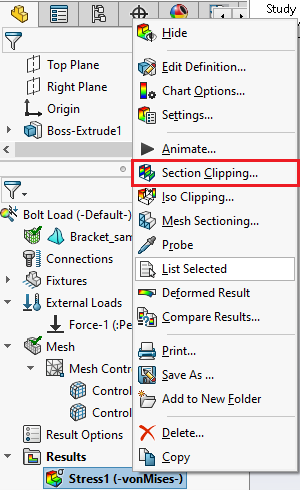 Study
Top Plane
Right Plane
Origin
Boss-Extrude1
Bolt Load (-Default-)
Bracket_sam
Connections
Fixtures
External Loads
Force-1 (:Pe
Mesh
Mesh Contr
Control
Control
Result Options
Results
Stress1 (-vonMises-)
Hide
Edit Definition...
Chart Options...
Settings...
Animate...
Section Clipping...
Iso Clipping...
Mesh Sectioning...
Probe
List Selected
Deformed Result
Compare Results...
Print...
Save As ...
Add to New Folder
Delete...
Copy